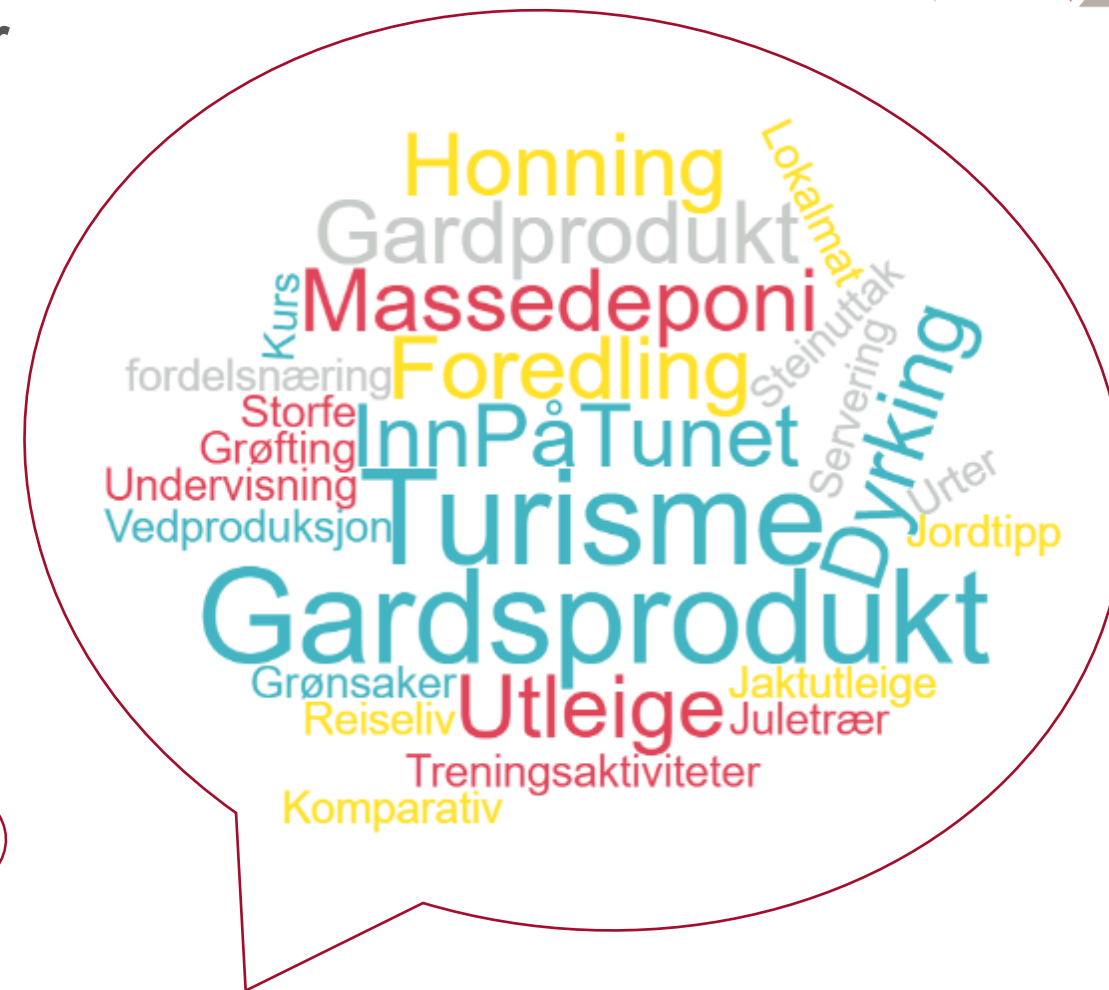 Honning
Lokalmat
Gardprodukt
Kurs
Massedeponi
Steinuttak
fordelsnæring
Foredling
Servering
Dyrking
Storfe
InnPåTunet
Grøfting
Undervisning
Turisme
Urter
Vedproduksjon
Jordtipp
Gardsprodukt
Grønsaker
Utleige
Jaktutleige
Reiseliv
Juletrær
Treningsaktiviteter
Komparativ